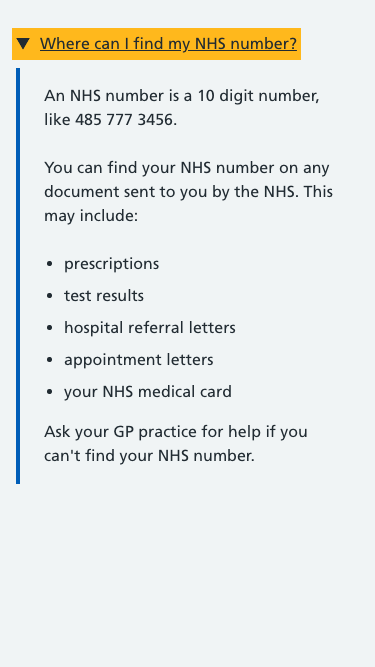 Where can I find my NHS number?
An NHS number is a 10 digit number,
like 485 777 3456.
You can find your NHS number on any
document sent to you by the NHS. This
may include:
• prescriptions
• test results
• hospital referral letters
• appointment letters
• your NHS medical card
Ask your GP practice for help if you
can't find your NHS number.